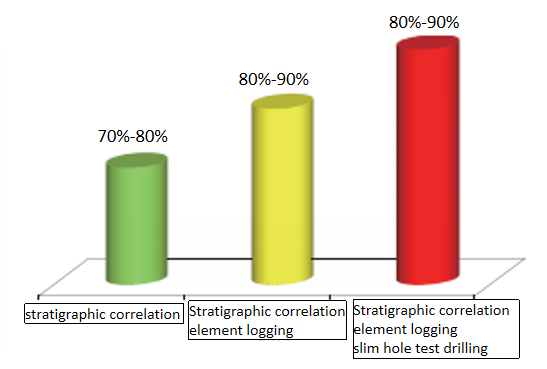 80%-90%
80%-90%
70%-80%
stratigraphic correlation
Stratigraphic correlation
element logging
Stratigraphic correlation
element logging
slim hole test drilling